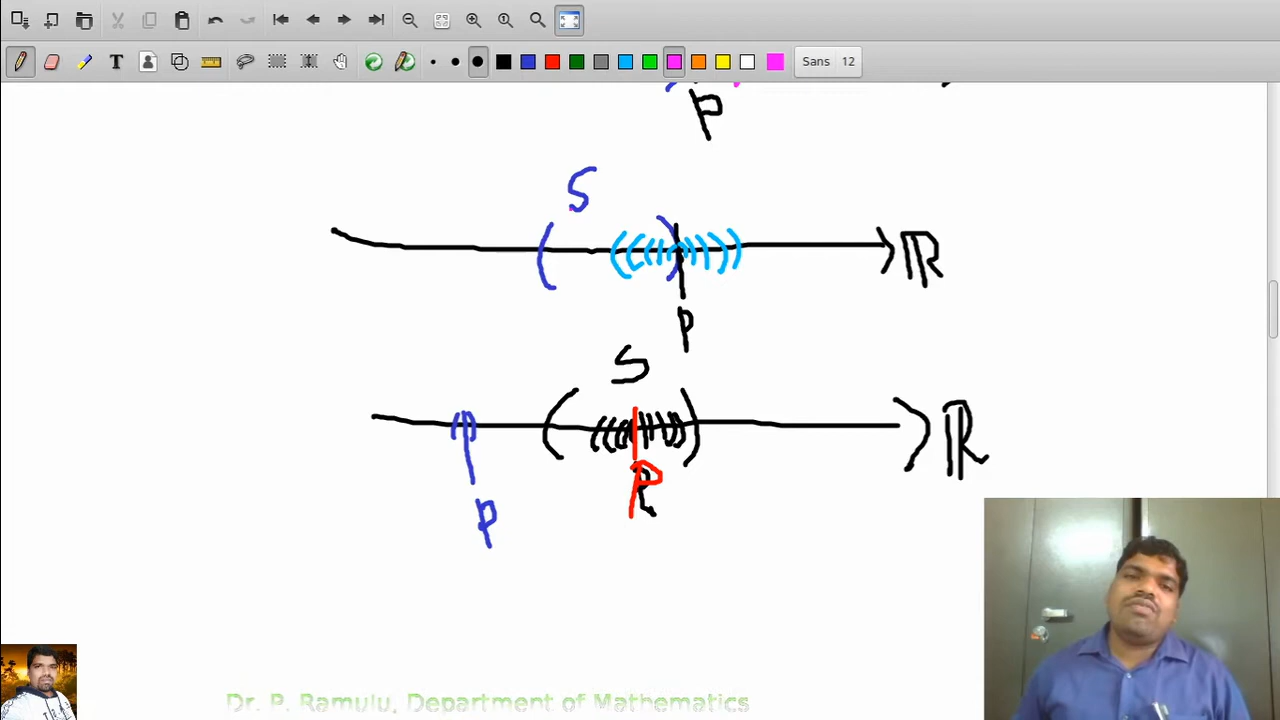 Sans 12
P
S
ℝ
P
S
ℝ
P
P
Dr. P. Ramulu, Department of Mathematics